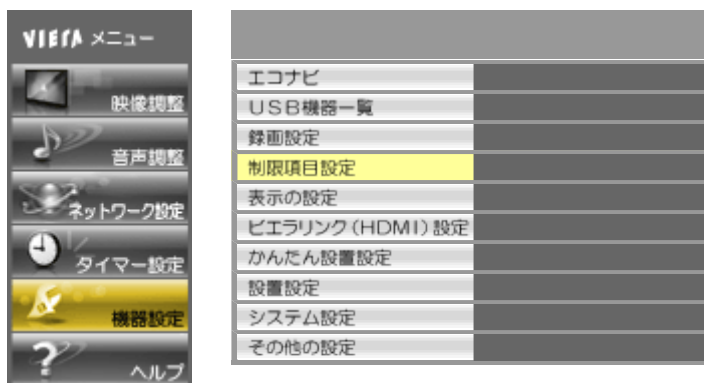 VIERA メニュー
映像調整
音声調整
ネットワーク設定
タイマー設定
機器設定
ヘルプ
エコナビ
USB機器一覧
録画設定
制限項目設定
表示の設定
ビエラリンク(HDMI)設定
かんたん設置設定
設置設定
システム設定
その他の設定